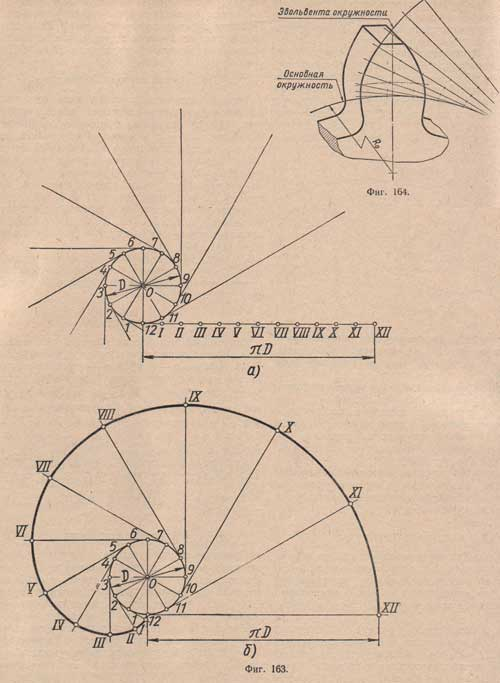 Эвольвента окружности
Основная
окружность
R₀
Фиг. 164.
6 7
5 8
4
3 D 9
O
2 10
1 12 11
I II III IV V VI VII VIII IX X XI XII
πD
а)
IX
VIII X
VII
XI
VI 6 7
5 8
4
3 D 9
O
V 2 10
1 12 11 XII
IV I
III II
πD
б)
Фиг. 163.